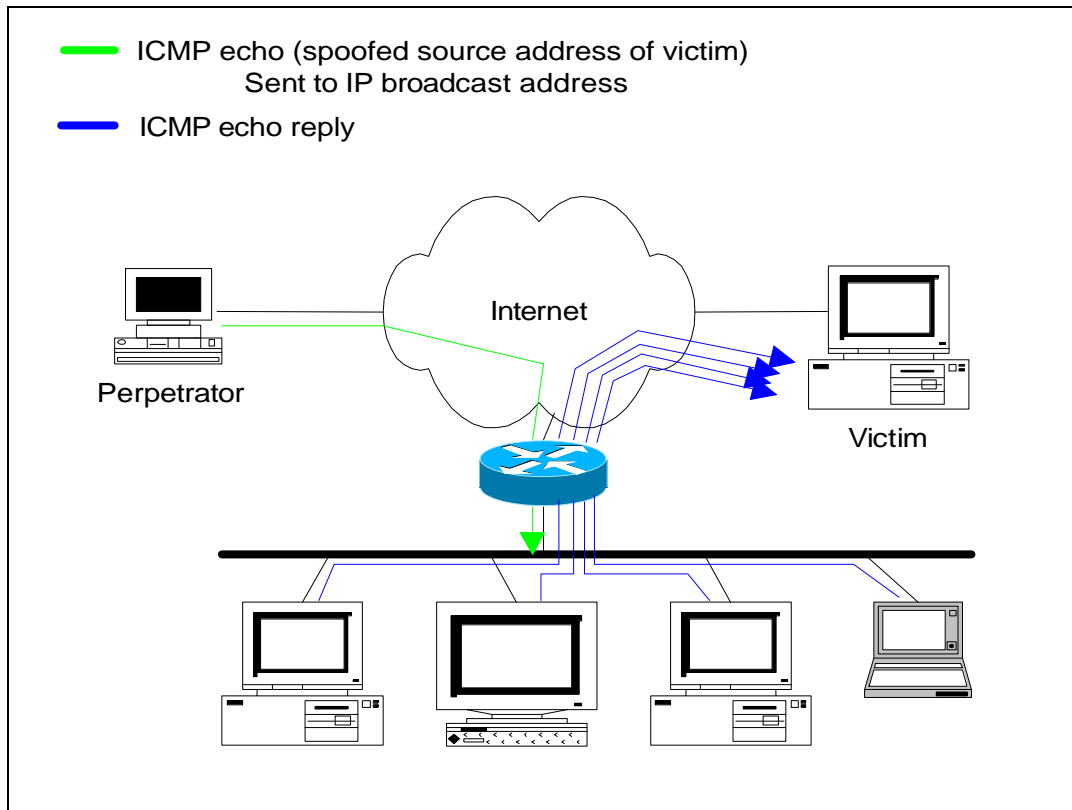 ICMP echo (spoofed source address of victim)
Sent to IP broadcast address
ICMP echo reply
Internet
Perpetrator
Victim